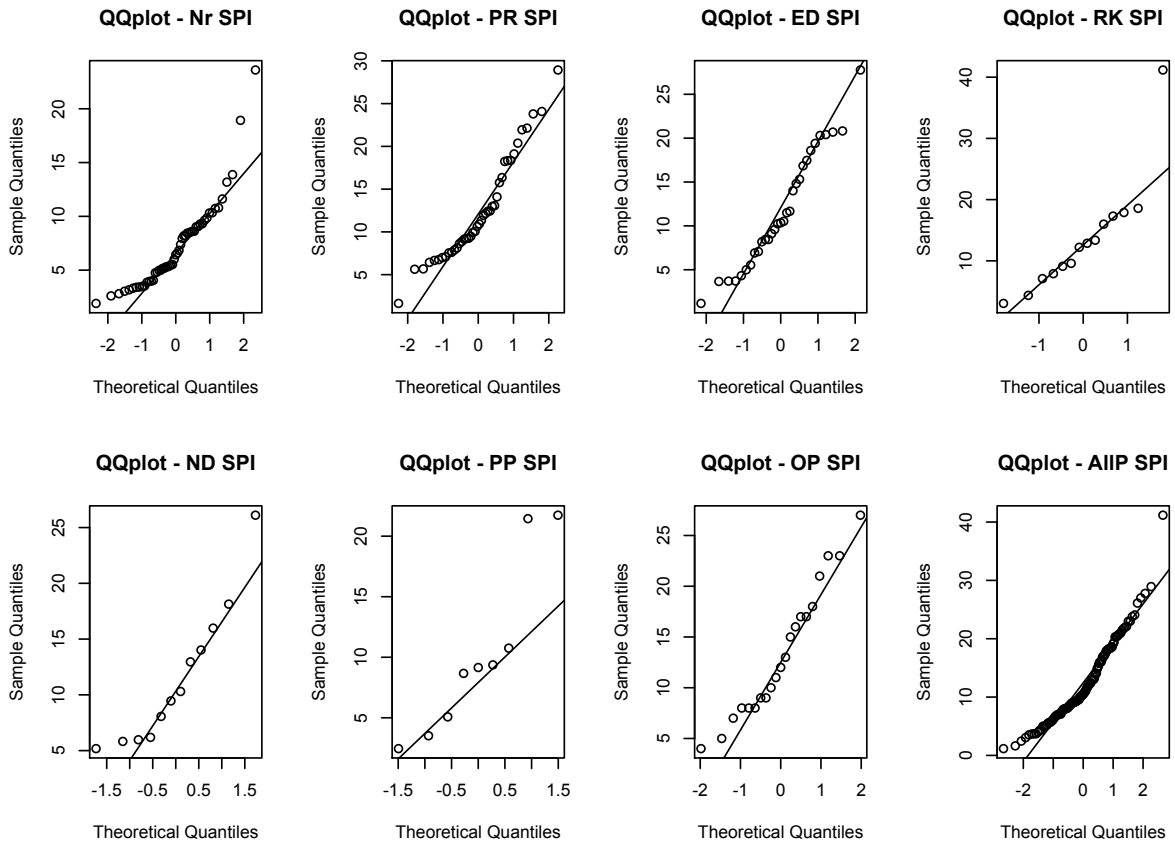 QQplot - Nr SPI
Sample Quantiles
20
15
10
5
-2 -1 0 1 2
Theoretical Quantiles
QQplot - PR SPI
Sample Quantiles
30
25
20
15
10
5
-2 -1 0 1 2
Theoretical Quantiles
QQplot - ED SPI
Sample Quantiles
25
20
15
10
5
-2 -1 0 1 2
Theoretical Quantiles
QQplot - RK SPI
Sample Quantiles
40
30
20
10
-1 0 1
Theoretical Quantiles
QQplot - ND SPI
Sample Quantiles
25
20
15
10
5
-1.5 -0.5 0.5 1.5
Theoretical Quantiles
QQplot - PP SPI
Sample Quantiles
20
15
10
5
-1.5 -0.5 0.5 1.5
Theoretical Quantiles
QQplot - OP SPI
Sample Quantiles
25
20
15
10
5
-2 -1 0 1 2
Theoretical Quantiles
QQplot - AllP SPI
Sample Quantiles
40
30
20
10
0
-2 0 1 2
Theoretical Quantiles